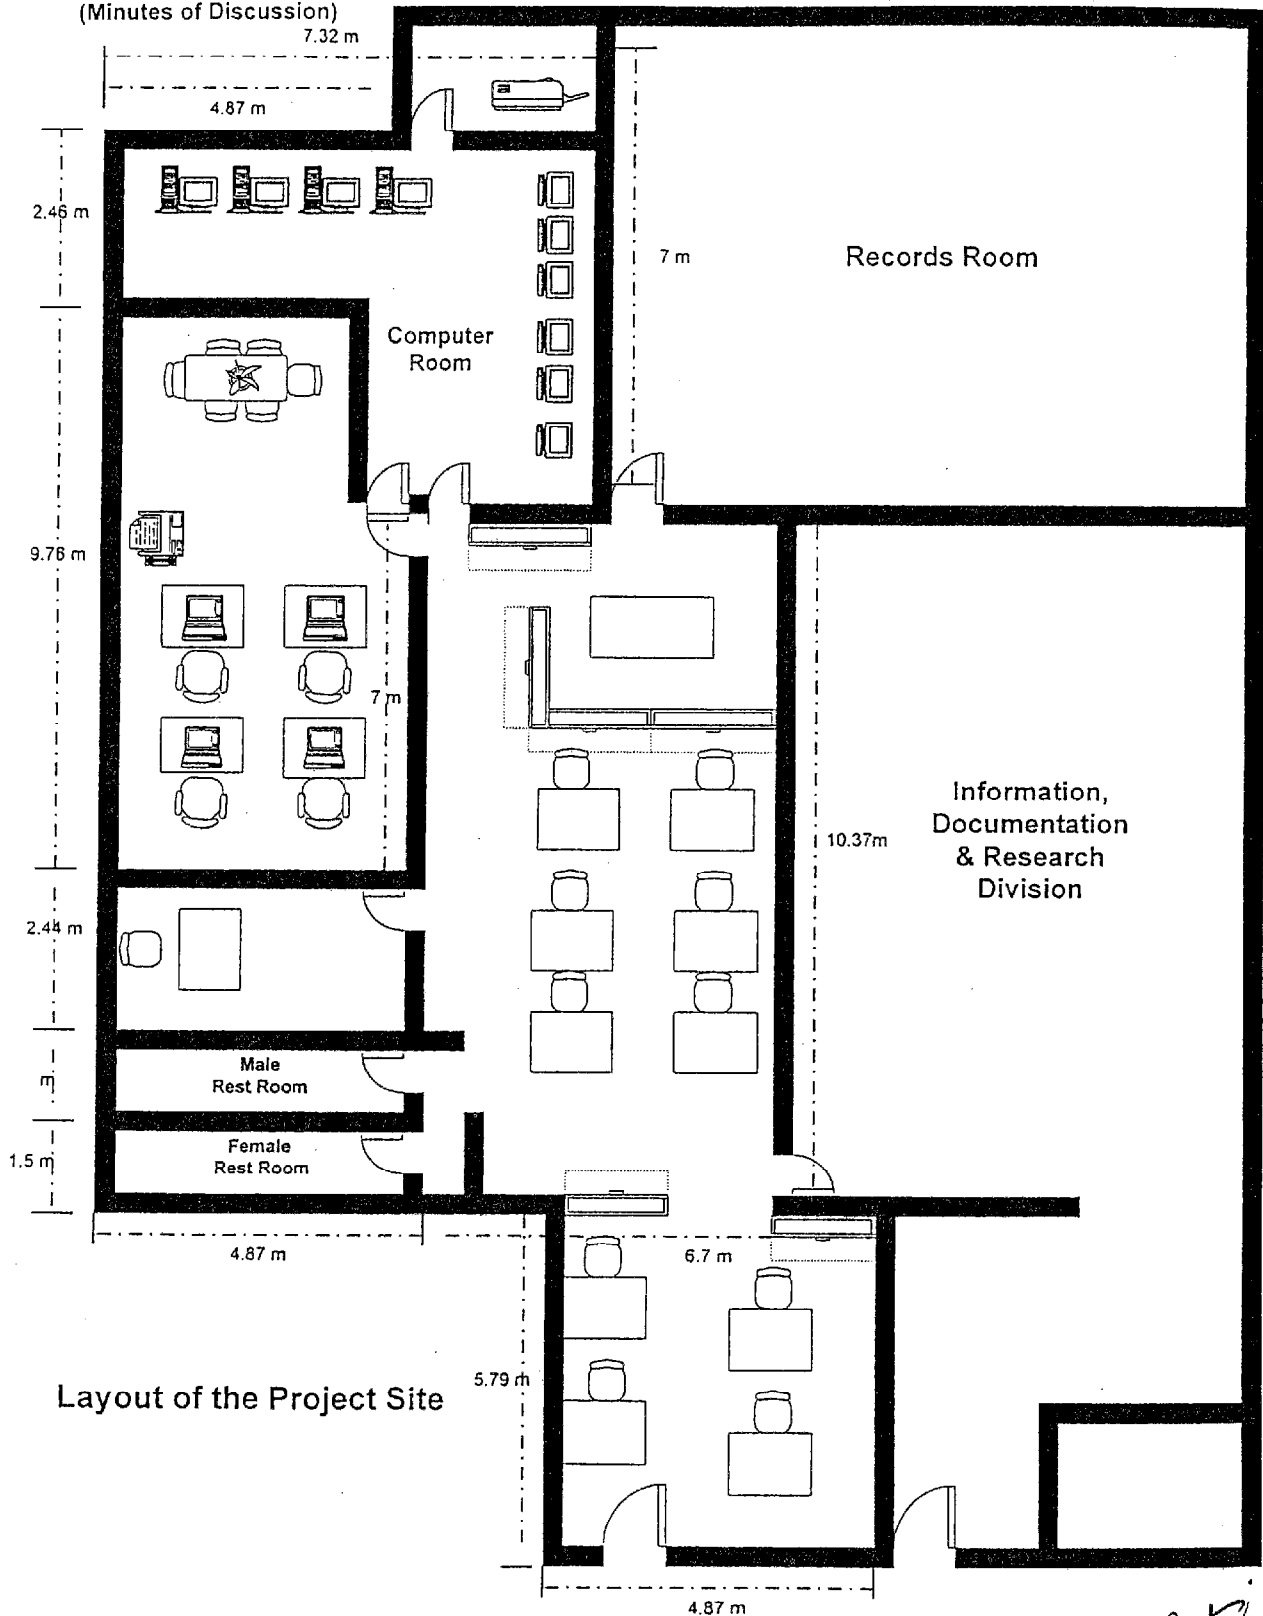 (Minutes of Discussion)
7.32 m
4.87 m
2.46 m
7 m
Records Room
Computer
Room
9.76 m
7 m
10.37m
Information,
Documentation
& Research
Division
2.44 m
Male
Rest Room
m
Female
Rest Room
1.5 m
4.87 m
6.7 m
5.79 m
Layout of the Project Site
4.87 m